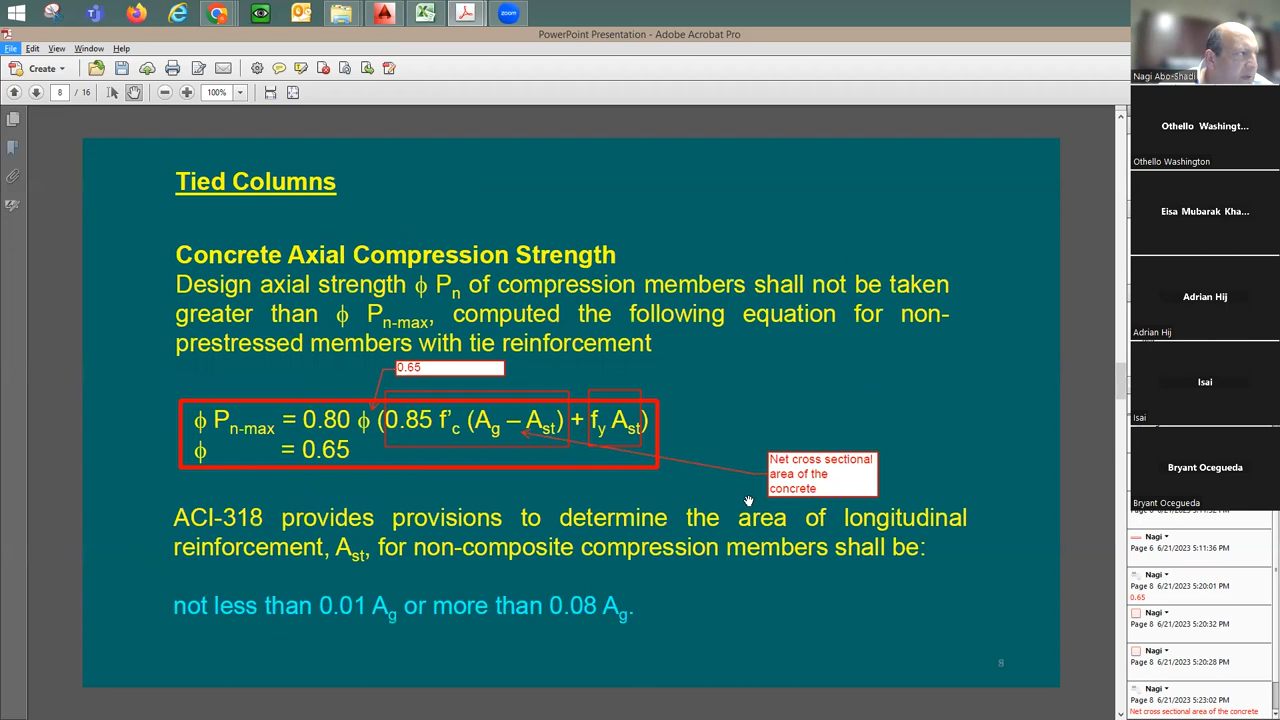 PowerPoint Presentation - Adobe Acrobat Pro
File Edit View Window Help
Create
8 / 16 100%
zoom
Tied Columns
Concrete Axial Compression Strength
Design axial strength ϕ Pn of compression members shall not be taken
greater than ϕ Pn-max, computed the following equation for non-
prestressed members with tie reinforcement
0.65
ϕ Pn-max = 0.80 ϕ (0.85 f'c (Ag – Ast) + fy Ast)
ϕ = 0.65
Net cross sectional
area of the
concrete
ACI-318 provides provisions to determine the area of longitudinal
reinforcement, Ast, for non-composite compression members shall be:
not less than 0.01 Ag or more than 0.08 Ag.
8
Nagi Abo-Shadi
Othello Washingt...
Othello Washington
Eisa Mubarak Kha...
Adrian Hij
Adrian Hij
Isai
Isai
Bryant Ocegueda
Bryant Ocegueda
Nagi
Page 6 6/21/2023 5:11:36 PM
Nagi
Page 8 6/21/2023 5:20:01 PM
0.65
Nagi
Page 8 6/21/2023 5:20:32 PM
Nagi
Page 8 6/21/2023 5:20:28 PM
Nagi
Page 8 6/21/2023 5:23:02 PM
Net cross sectional area of the concrete